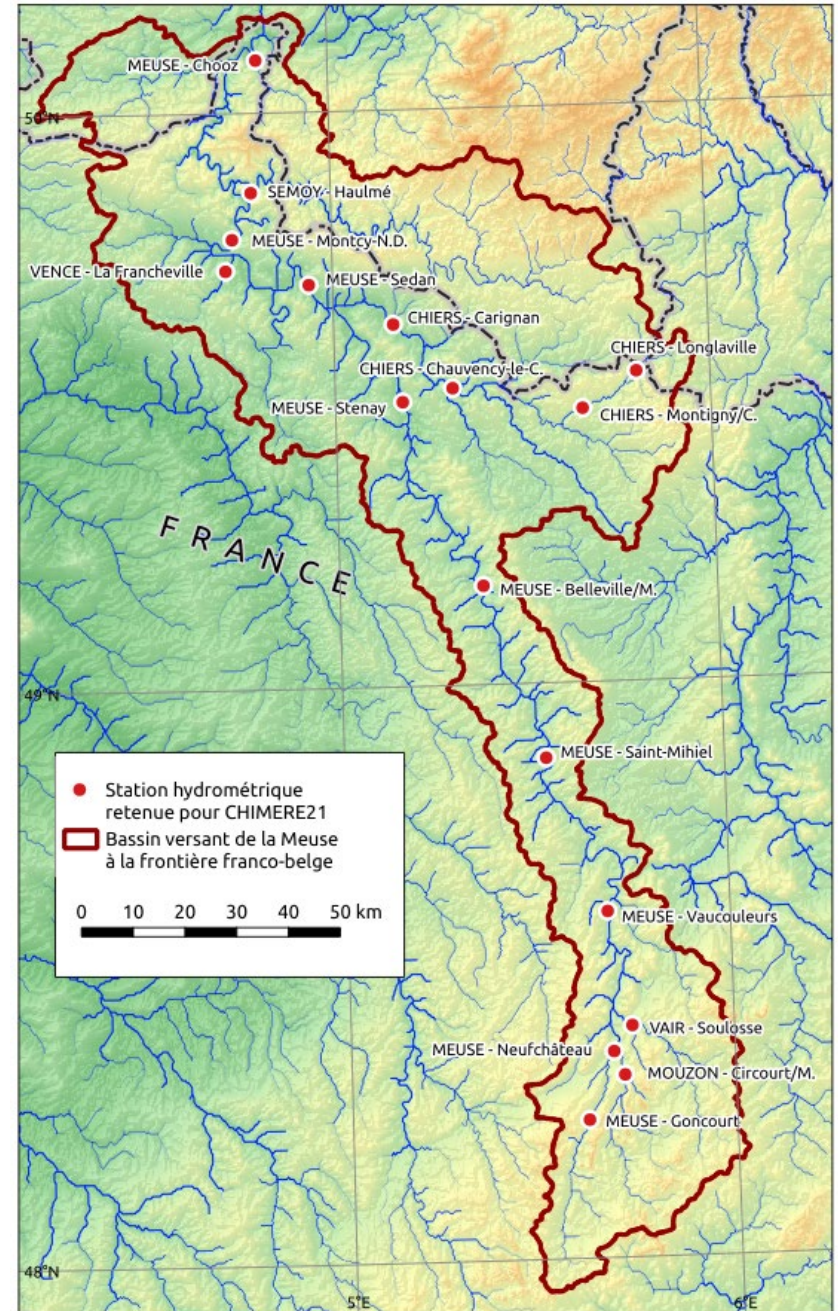 MEUSE - Chooz
50°N
SEMOY - Haulmé
MEUSE - Montcy-N.D.
VENCE - La Francheville
MEUSE - Sedan
CHIERS - Carignan
CHIERS - Longlaville
CHIERS - Chauvency-le-C.
MEUSE - Stenay
CHIERS - Montigny/C.
FRANCE
MEUSE - Belleville/M.
49°N
MEUSE - Saint-Mihiel
Station hydrométrique
retenue pour CHIMERE21
Bassin versant de la Meuse
à la frontière franco-belge
0 10 20 30 40 50 km
MEUSE - Vaucouleurs
VAIR - Soulosse
MEUSE - Neufchâteau
MOUZON - Circourt/M.
MEUSE - Goncourt
48°N
5°E
6°E